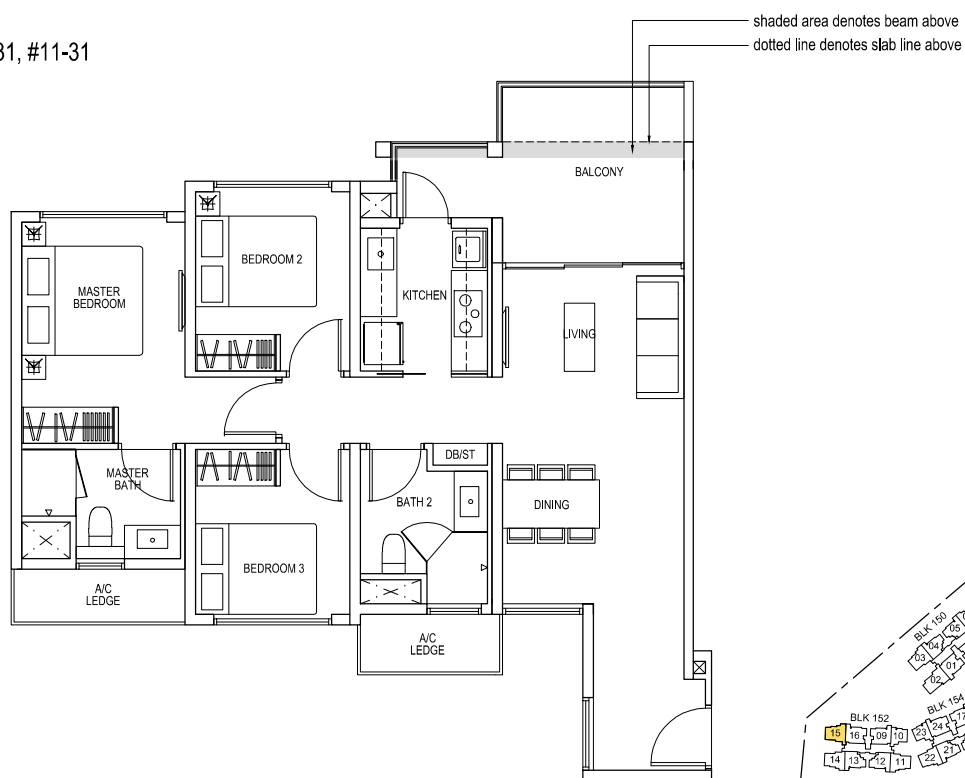 #11-31
shaded area denotes beam above
dotted line denotes slab line above
BALCONY
BEDROOM 2
MASTER
BEDROOM
KITCHEN
LIVING
DB/ST
MASTER
BATH
BATH 2
DINING
BEDROOM 3
A/C
LEDGE
A/C
LEDGE
BLK 150
03
04
05
02
01
BLK 154
23
24
22
21
BLK 152
15
16
09
10
14
13
12
11